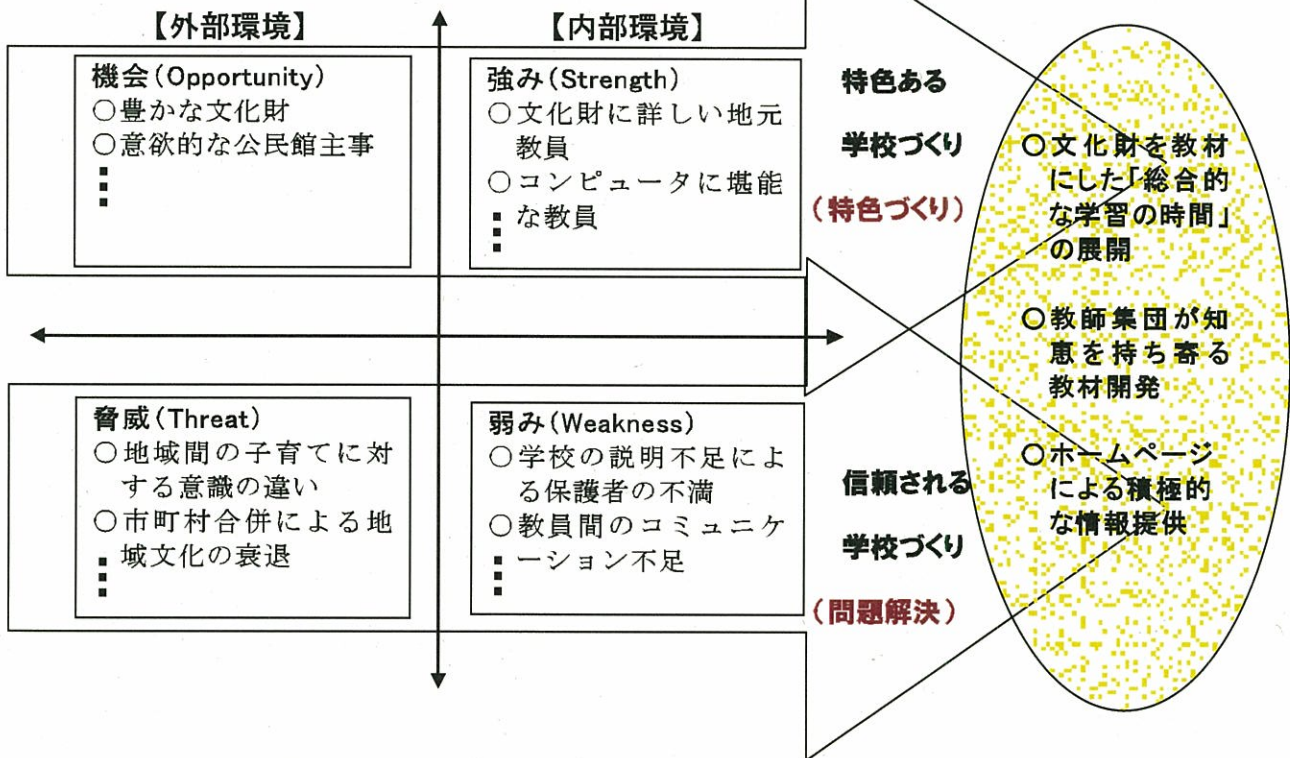 【外部環境】
【内部環境】
機会(Opportunity)
○豊かな文化財
○意欲的な公民館主事
強み(Strength)
○文化財に詳しい地元
教員
○コンピュータに堪能
な教員
特色ある
学校づくり
(特色づくり)
脅威(Threat)
○地域間の子育てに対
する意識の違い
○市町村合併による地
域文化の衰退
弱み(Weakness)
○学校の説明不足によ
る保護者の不満
○教員間のコミュニケ
ーション不足
信頼される
学校づくり
(問題解決)
○文化財を教材
にした「総合的
な学習の時間」
の展開
○教師集団が知
恵を持ち寄る
教材開発
○ホームページ
による積極的
な情報提供